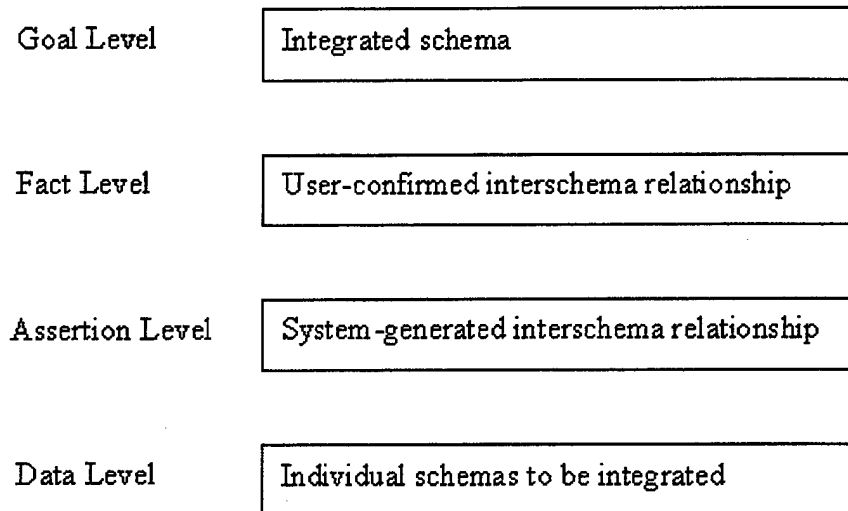 Goal Level
Integrated schema
Fact Level
User-confirmed interschema relationship
Assertion Level
System-generated interschema relationship
Data Level
Individual schemas to be integrated